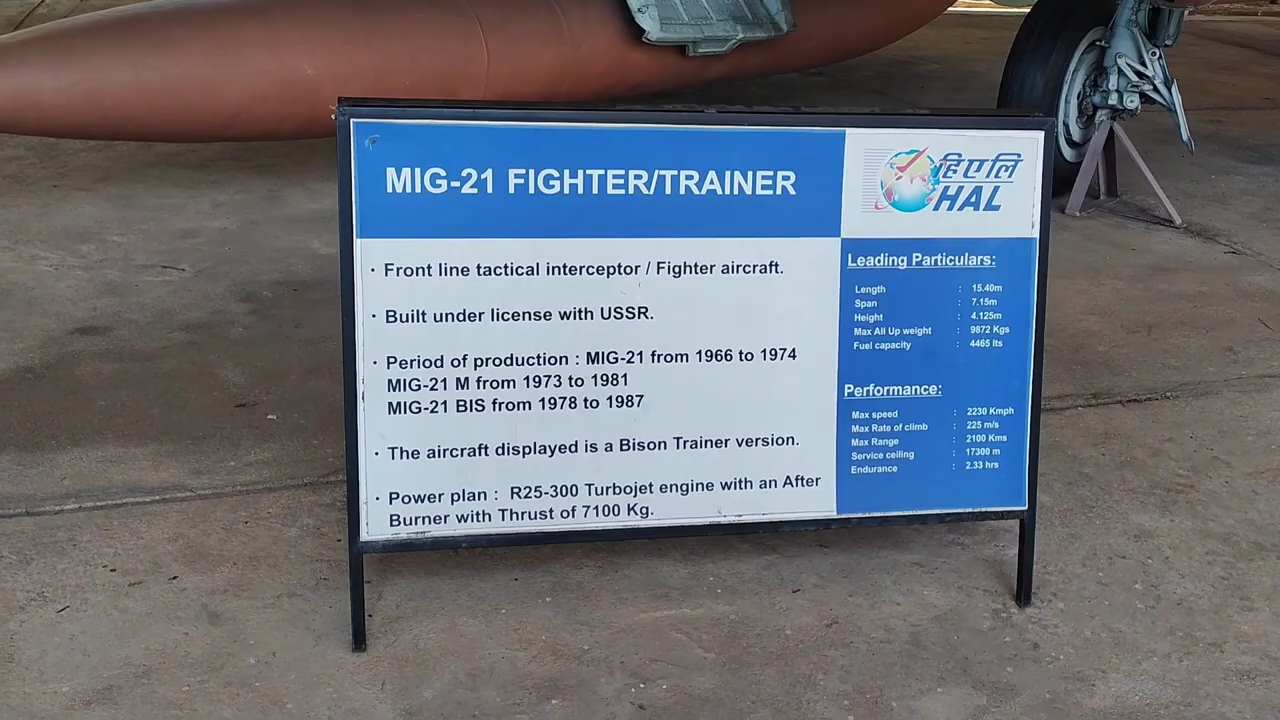 MIG-21 FIGHTER/TRAINER
हिएलि
HAL
· Front line tactical interceptor / Fighter aircraft.
· Built under license with USSR.
· Period of production : MIG-21 from 1966 to 1974
MIG-21 M from 1973 to 1981
MIG-21 BIS from 1978 to 1987
· The aircraft displayed is a Bison Trainer version.
· Power plan : R25-300 Turbojet engine with an After
Burner with Thrust of 7100 Kg.
Leading Particulars:
Length : 15.40m
Span : 7.15m
Height : 4.125m
Max All Up weight : 9872 Kgs
Fuel capacity : 4465 lts
Performance:
Max speed : 2230 Kmph
Max Rate of climb : 225 m/s
Max Range : 2100 Kms
Service ceiling : 17300 m
Endurance : 2.33 hrs